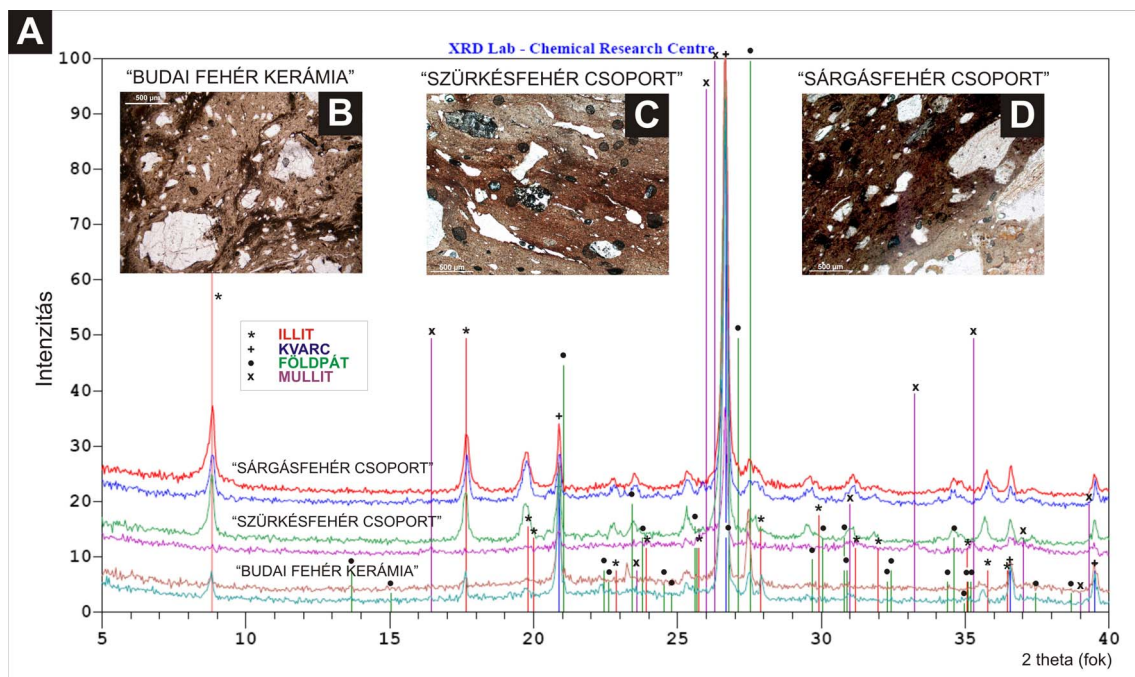 A
XRD Lab - Chemical Research Centre
"BUDAI FEHÉR KERÁMIA"
"SZÜRKÉSFEHÉR CSOPORT"
"SÁRGÁSFEHÉR CSOPORT"
500 µm
B
500 µm
C
500 µm
D
Intenzitás
100
90
80
70
60
50
40
30
20
10
0
* ILLIT
+ KVARC
• FÖLDPÁT
x MULLIT
"SÁRGÁSFEHÉR CSOPORT"
"SZÜRKÉSFEHÉR CSOPORT"
"BUDAI FEHÉR KERÁMIA"
5 10 15 20 25 30 35 40
2 theta (fok)